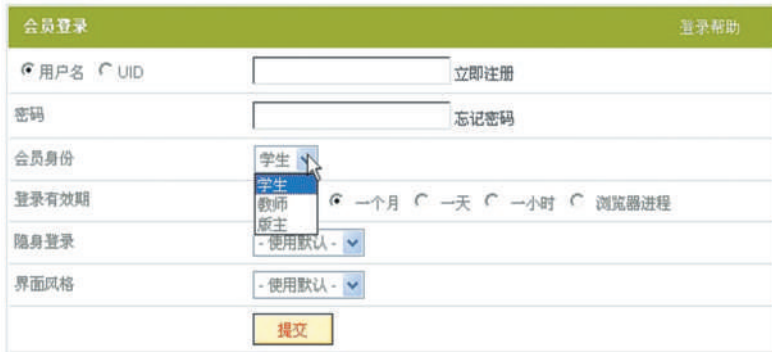 会员登录 登录帮助
用户名 UID 立即注册
密码 忘记密码
会员身份 学生
学生
教师
版主
登录有效期 一个月 一天 一小时 浏览器进程
隐身登录 - 使用默认 -
界面风格 - 使用默认 -
提交